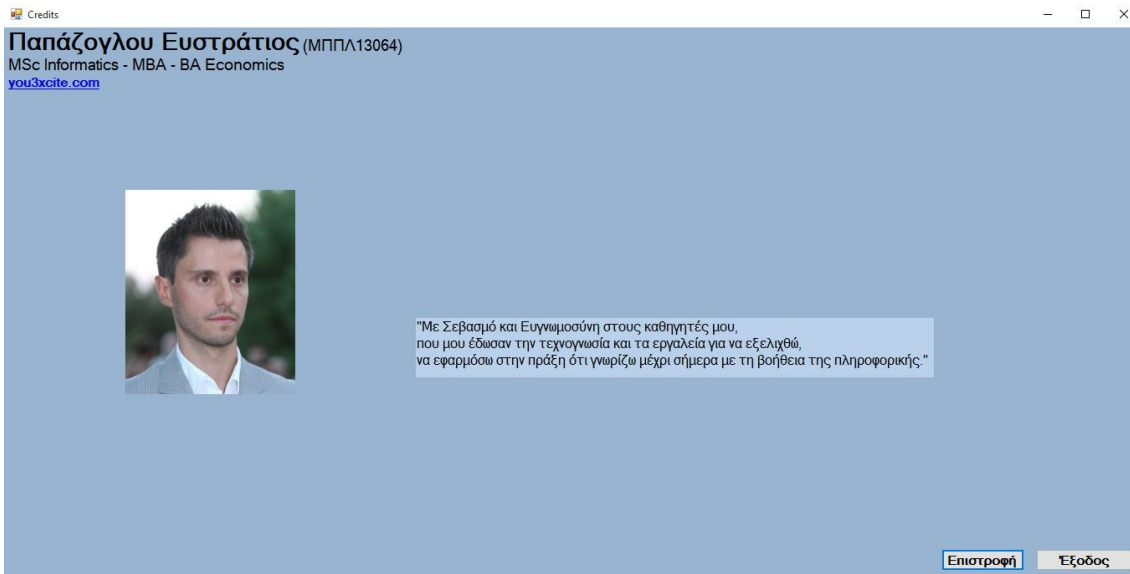 Credits
Παπάζογλου Ευστράτιος (ΜΠΠΛ13064)
MSc Informatics - MBA - BA Economics
you3xcite.com
"Με Σεβασμό και Ευγνωμοσύνη στους καθηγητές μου,
που μου έδωσαν την τεχνογνωσία και τα εργαλεία για να εξελιχθώ,
να εφαρμόσω στην πράξη ότι γνωρίζω μέχρι σήμερα με τη βοήθεια της πληροφορικής."
Επιστροφή Έξοδος